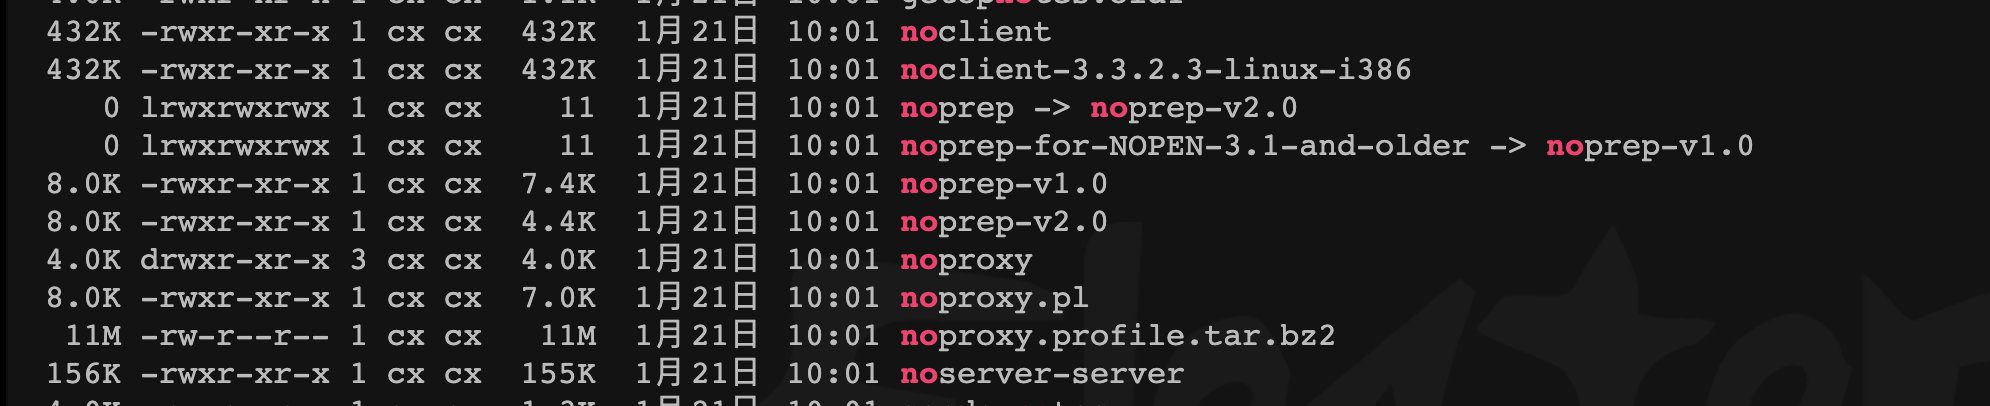 432K -rwxr-xr-x 1 cx cx 432K 1月 21日 10:01 noclient
432K -rwxr-xr-x 1 cx cx 432K 1月 21日 10:01 noclient-3.3.2.3-linux-i386
0 lrwxrwxrwx 1 cx cx 11 1月 21日 10:01 noprep -> noprep-v2.0
0 lrwxrwxrwx 1 cx cx 11 1月 21日 10:01 noprep-for-NOPEN-3.1-and-older -> noprep-v1.0
8.0K -rwxr-xr-x 1 cx cx 7.4K 1月 21日 10:01 noprep-v1.0
8.0K -rwxr-xr-x 1 cx cx 4.4K 1月 21日 10:01 noprep-v2.0
4.0K drwxr-xr-x 3 cx cx 4.0K 1月 21日 10:01 noproxy
8.0K -rwxr-xr-x 1 cx cx 7.0K 1月 21日 10:01 noproxy.pl
11M -rw-r--r-- 1 cx cx 11M 1月 21日 10:01 noproxy.profile.tar.bz2
156K -rwxr-xr-x 1 cx cx 155K 1月 21日 10:01 noserver-server